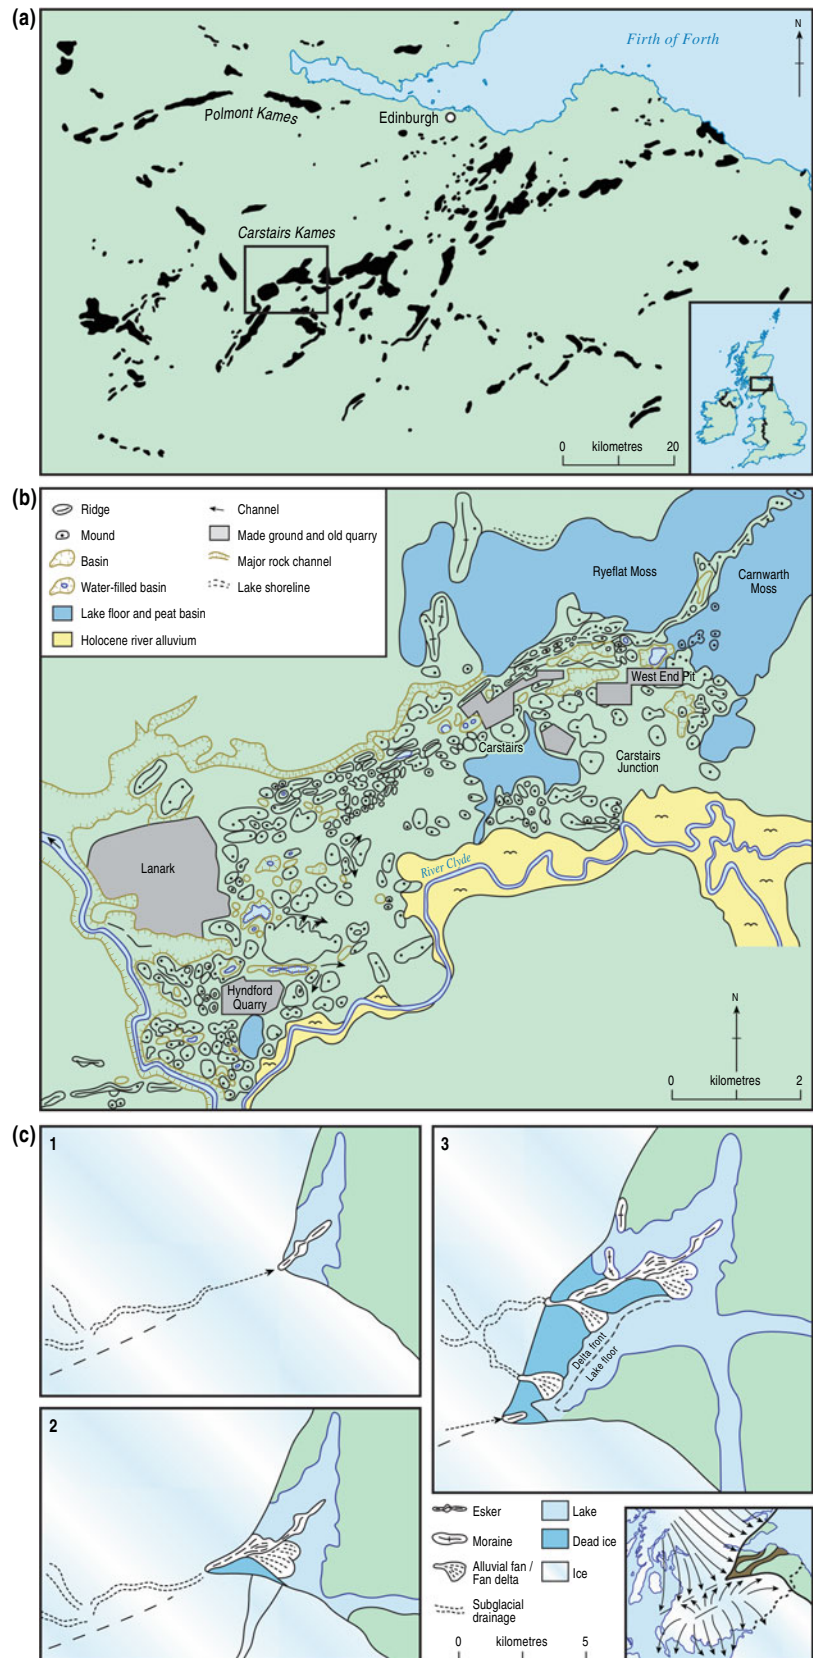 (a)
Firth of Forth
N
Polmont Kames
Edinburgh
Carstairs Kames
0 kilometres 20
(b)
Ridge
Channel
Mound
Made ground and old quarry
Basin
Major rock channel
Water-filled basin
Lake shoreline
Lake floor and peat basin
Holocene river alluvium
Ryeflat Moss
Carnwarth
Moss
West End Pit
Carstairs
Carstairs
Junction
Lanark
River Clyde
Hyndford
Quarry
N
0 kilometres 2
(c)
1
3
Delta front
Lake floor
2
Esker
Lake
Moraine
Dead ice
Alluvial fan /
Fan delta
Ice
Subglacial
drainage
0 kilometres 5